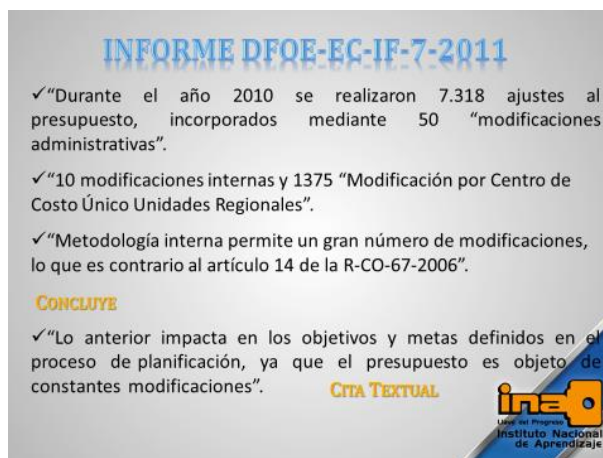 INFORME DFOE-EC-IF-7-2011
✓“Durante el año 2010 se realizaron 7.318 ajustes al
presupuesto, incorporados mediante 50 “modificaciones
administrativas”.
✓“10 modificaciones internas y 1375 “Modificación por Centro de
Costo Único Unidades Regionales”.
✓“Metodología interna permite un gran número de modificaciones,
lo que es contrario al artículo 14 de la R-CO-67-2006”.
CONCLUYE
✓“Lo anterior impacta en los objetivos y metas definidos en el
proceso de planificación, ya que el presupuesto es objeto de
constantes modificaciones”. CITA TEXTUAL
ina
Llave del Progreso
Instituto Nacional
de Aprendizaje